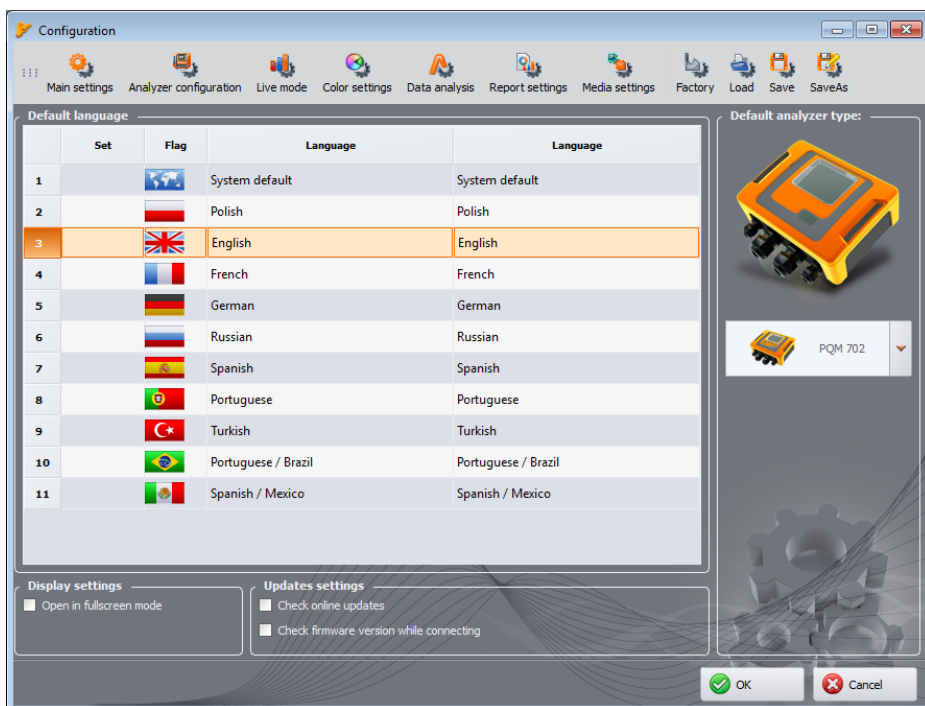 Configuration
Main settings Analyzer configuration Live mode Color settings Data analysis Report settings Media settings Factory Load Save SaveAs
Default language
Set Flag Language Language
1 System default System default
2 Polish Polish
3 English English
4 French French
5 German German
6 Russian Russian
7 Spanish Spanish
8 Portuguese Portuguese
9 Turkish Turkish
10 Portuguese / Brazil Portuguese / Brazil
11 Spanish / Mexico Spanish / Mexico
Default analyzer type:
PQM 702
Display settings
Open in fullscreen mode
Updates settings
Check online updates
Check firmware version while connecting
OK Cancel